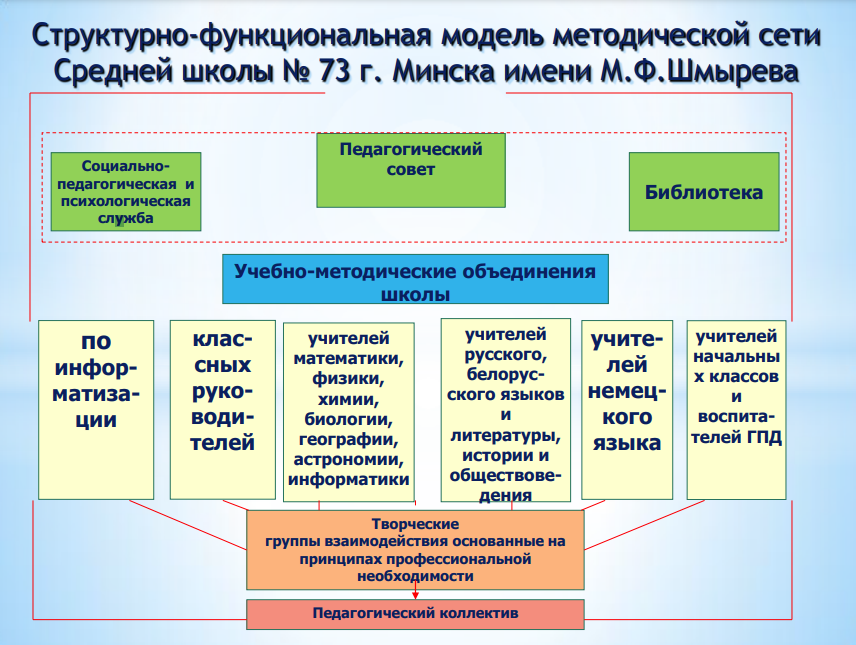 Структурно-функциональная модель методической сети
Средней школы № 73 г. Минска имени М.Ф.Шмырева
Социально-
педагогическая и
психологическая
служба
Педагогический
совет
Библиотека
Учебно-методические объединения
школы
по
инфор-
матиза-
ции
клас-
сных
руко-
води-
телей
учителей
математики,
физики,
химии,
биологии,
географии,
астрономии,
информатики
учителей
русского,
белорус-
ского языков
и
литературы,
истории и
обществове-
дения
учите-
лей
немец-
кого
языка
учителей
начальны
х классов
и
воспита-
телей ГПД
Творческие
группы взаимодействия основанные на
принципах профессиональной
необходимости
Педагогический коллектив